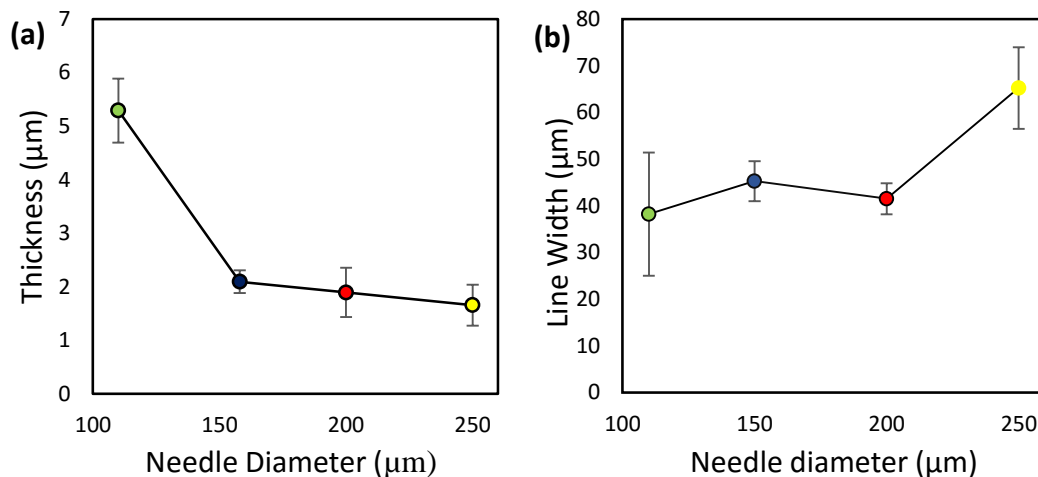 (a)
Thickness (μm)
7
6
5
4
3
2
1
0
100 150 200 250
Needle Diameter (μm)
(b)
Line Width (μm)
80
70
60
50
40
30
20
10
0
100 150 200 250
Needle diameter (μm)